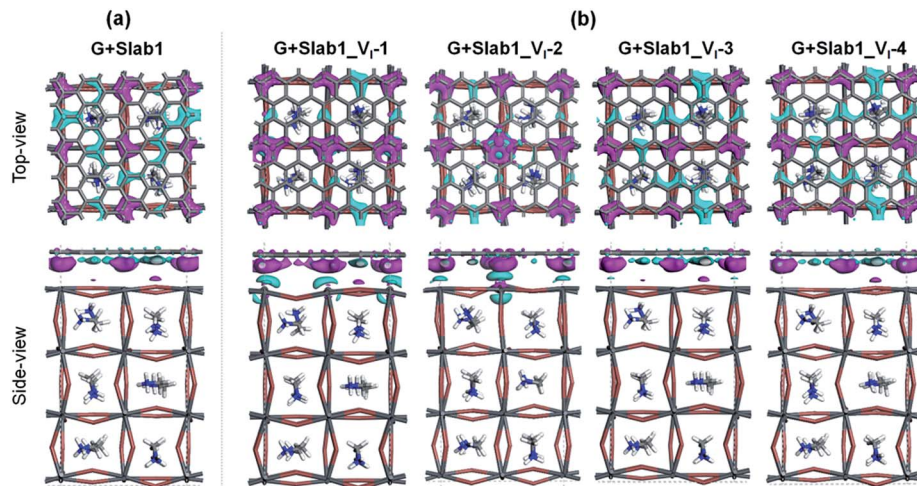 (a)
(b)
G+Slab1
G+Slab1_VI-1
G+Slab1_VI-2
G+Slab1_VI-3
G+Slab1_VI-4
Top-view
Side-view